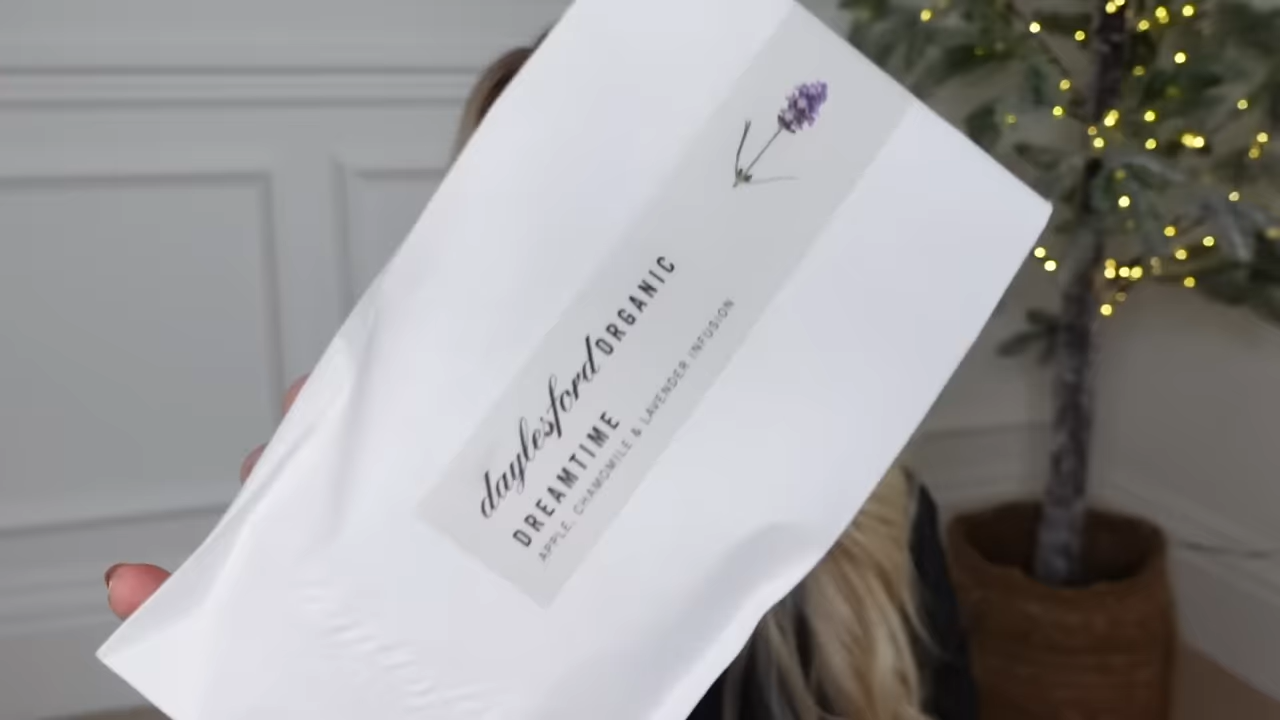 daylesford ORGANIC
DREAMTIME
APPLE, CHAMOMILE & LAVENDER INFUSION